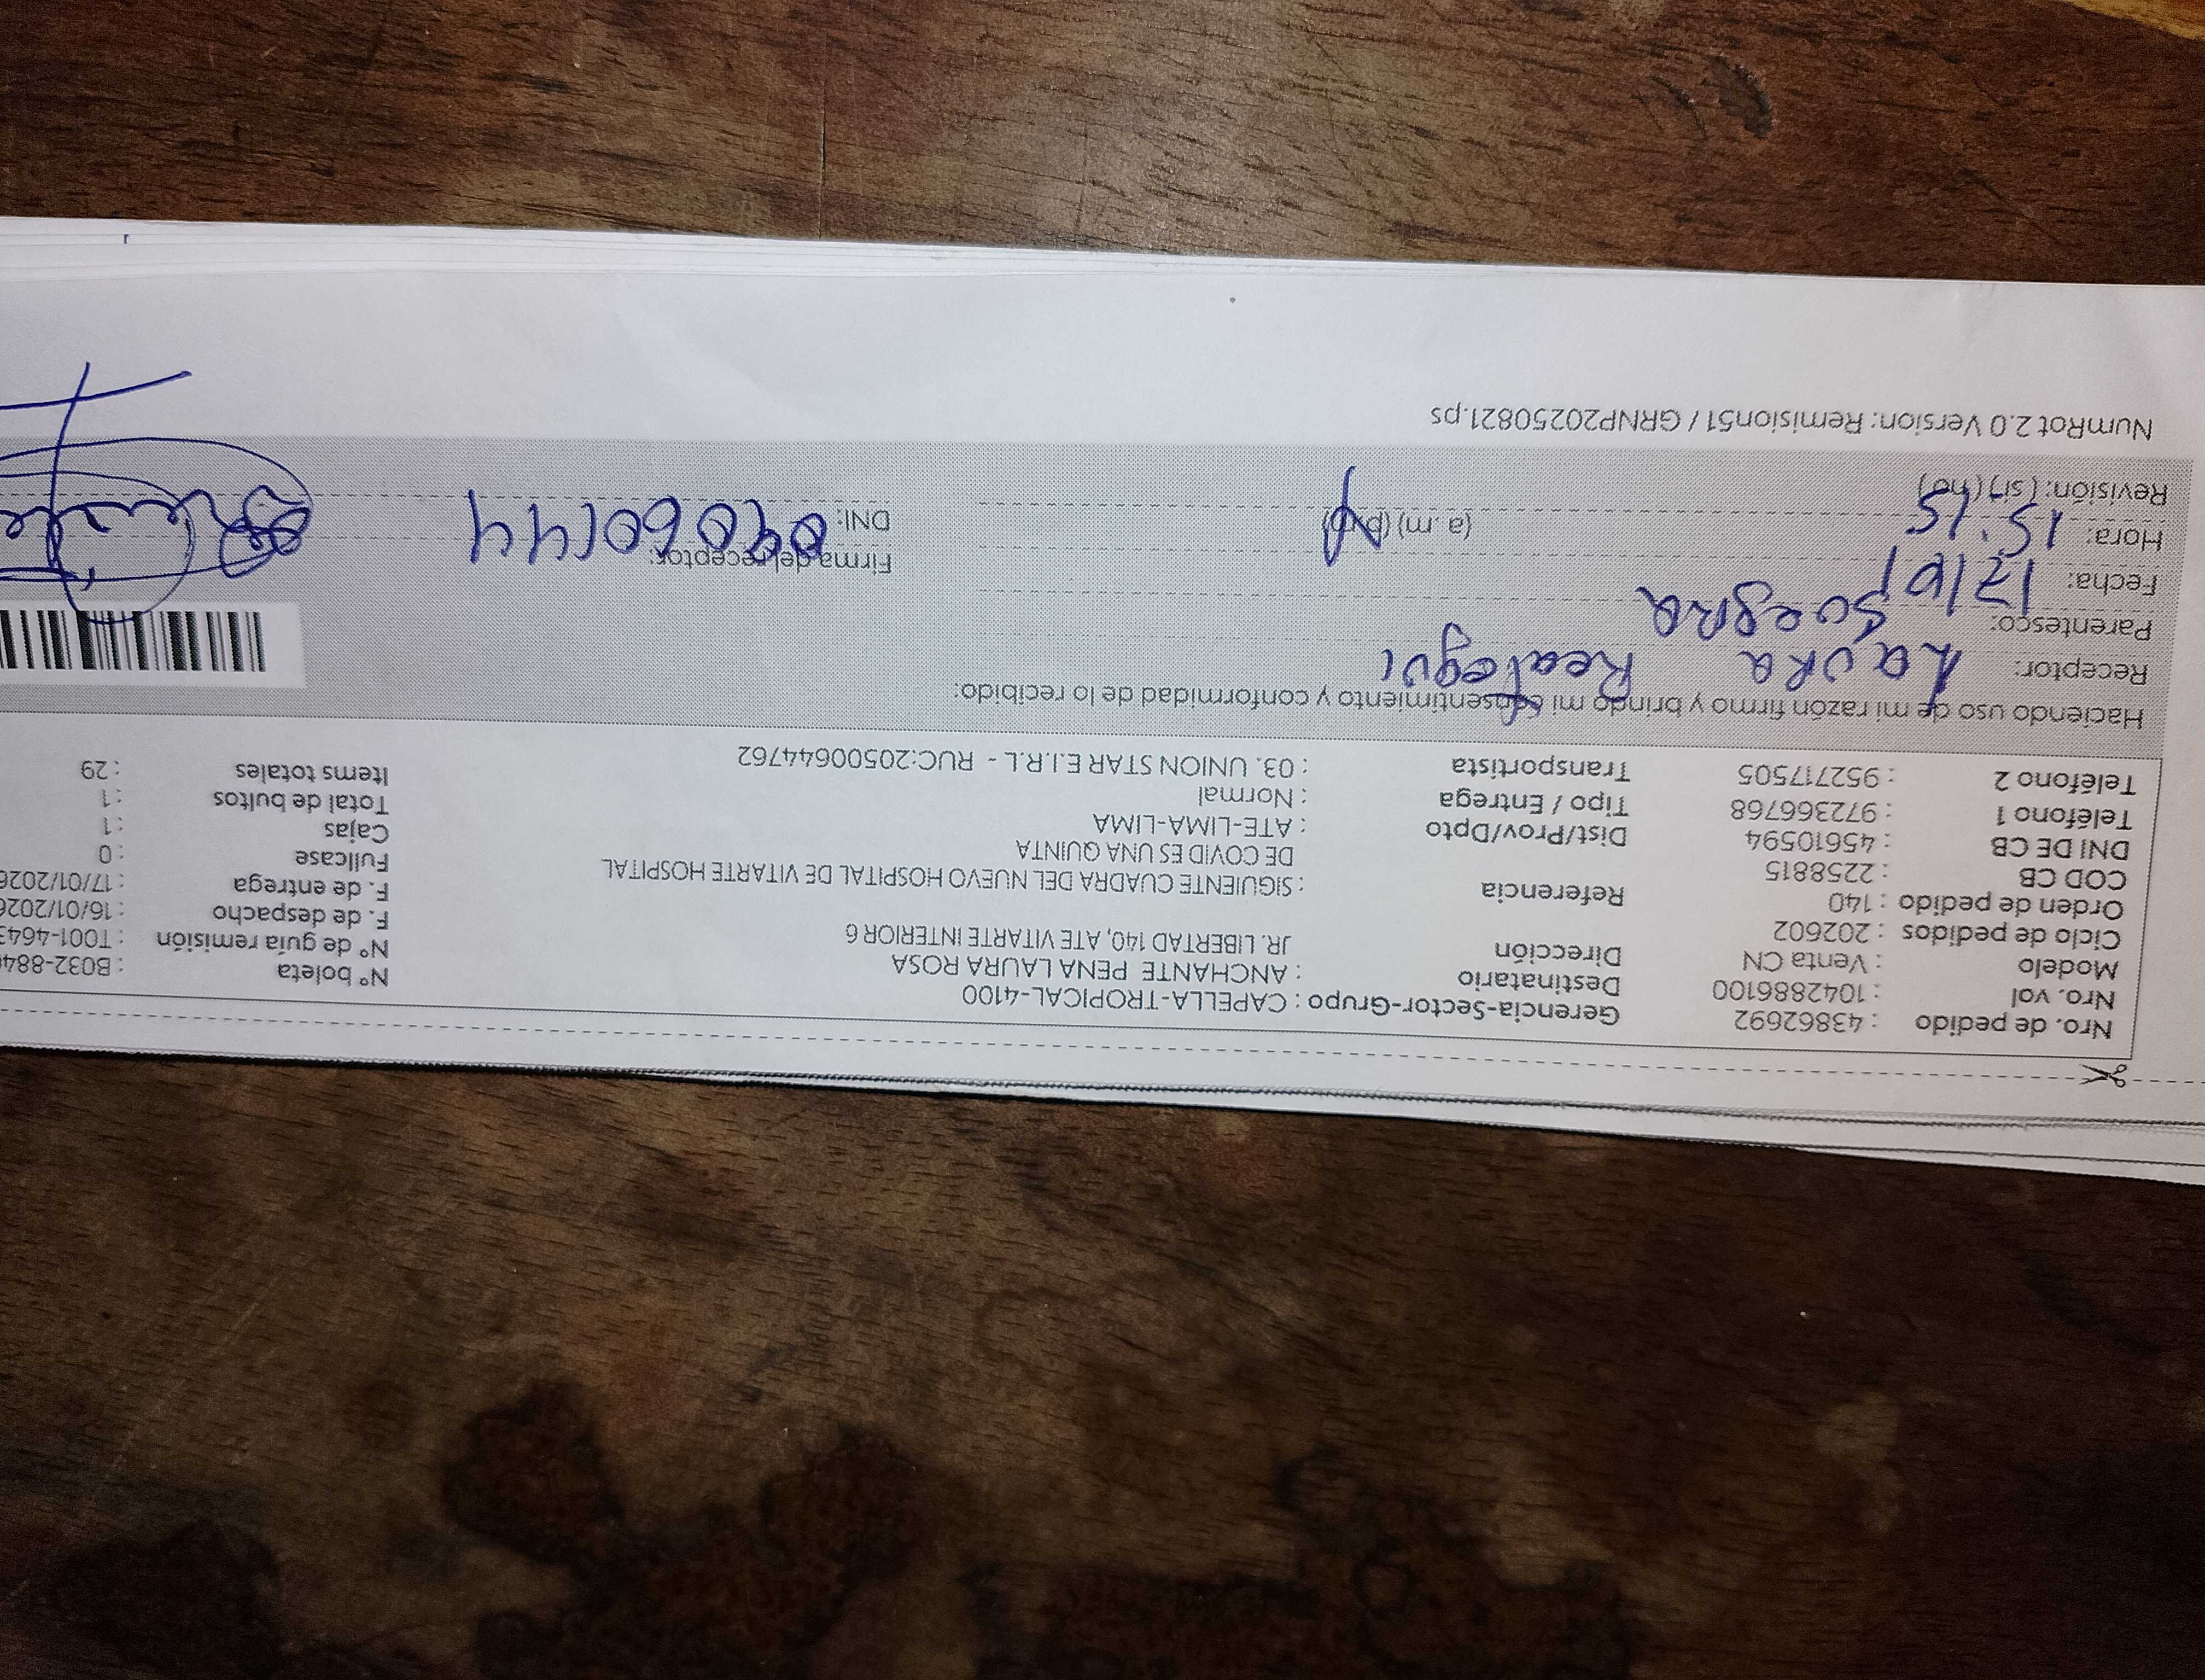 Nro. de pedido : 43862692
Nro. vol : 1042886100
Modelo : Venta CN
Ciclo de pedidos : 202602
Orden de pedido : 140
COD CB : 2258815
DNI DE CB : 45610594
Teléfono 1 : 972366768
Teléfono 2 : 952717505
Gerencia-Sector-Grupo : CAPELLA-TROPICAL-4100
Destinatario : ANCHANTE PENA LAURA ROSA
Dirección JR. LIBERTAD 140, ATE VITARTE INTERIOR 6
Referencia : SIGUIENTE CUADRA DEL NUEVO HOSPITAL DE VITARTE HOSPITAL
DE COVID ES UNA QUINTA
Dist/Prov/Dpto : ATE-LIMA-LIMA
Tipo / Entrega : Normal
Transportista : 03. UNION STAR E.I.R.L - RUC:20500644762
N° boleta : B032-884
N° de guía remisión : T001-4643
F. de despacho : 16/01/2026
F. de entrega : 17/01/2026
Fullcase : 0
Cajas : 1
Total de bultos : 1
Items totales : 29
Haciendo uso de mi razón firmo y brindo mi consentimiento y conformidad de lo recibido:
Receptor: Laura Reategui
Parentesco: Suegra
Fecha: 17/01
Hora: 15:15 (a.m) (p.m)
Revisión: (si) (no)
Firma del receptor:
DNI:
NumRot 2.0 Version: Remision51 / GRNP20250821.ps